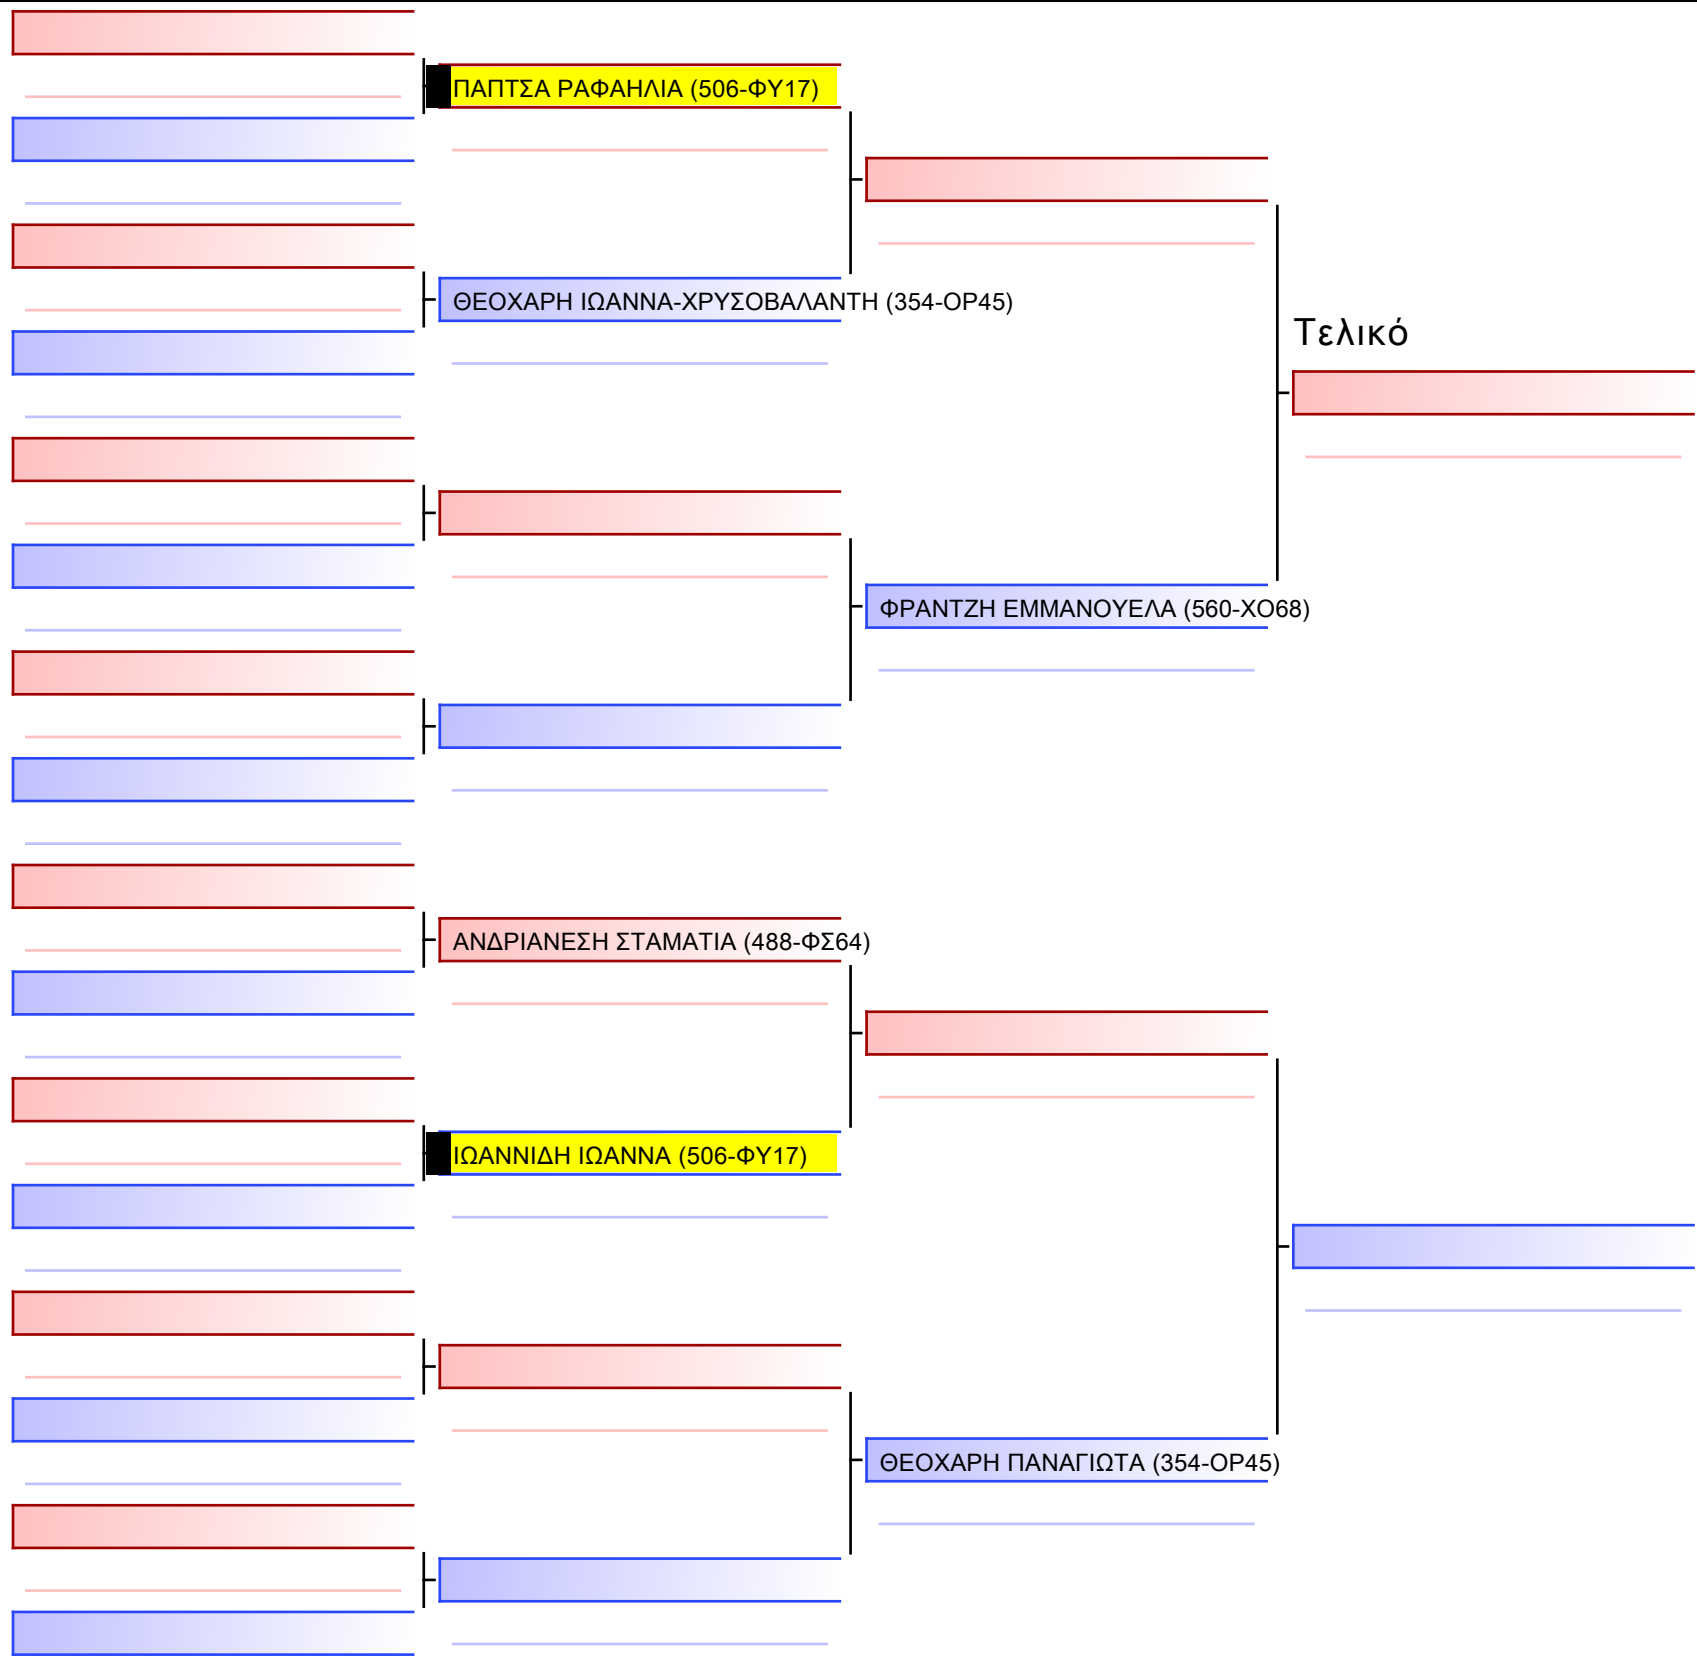 ΠΑΠΤΣΑ ΡΑΦΑΗΛΙΑ (506-ΦΥ17)
ΘΕΟΧΑΡΗ ΙΩΑΝΝΑ-ΧΡΥΣΟΒΑΛΑΝΤΗ (354-ΟΡ45)
Τελικό
ΦΡΑΝΤΖΗ ΕΜΜΑΝΟΥΕΛΑ (560-ΧΟ68)
ΑΝΔΡΙΑΝΕΣΗ ΣΤΑΜΑΤΙΑ (488-ΦΣ64)
ΙΩΑΝΝΙΔΗ ΙΩΑΝΝΑ (506-ΦΥ17)
ΘΕΟΧΑΡΗ ΠΑΝΑΓΙΩΤΑ (354-ΟΡ45)